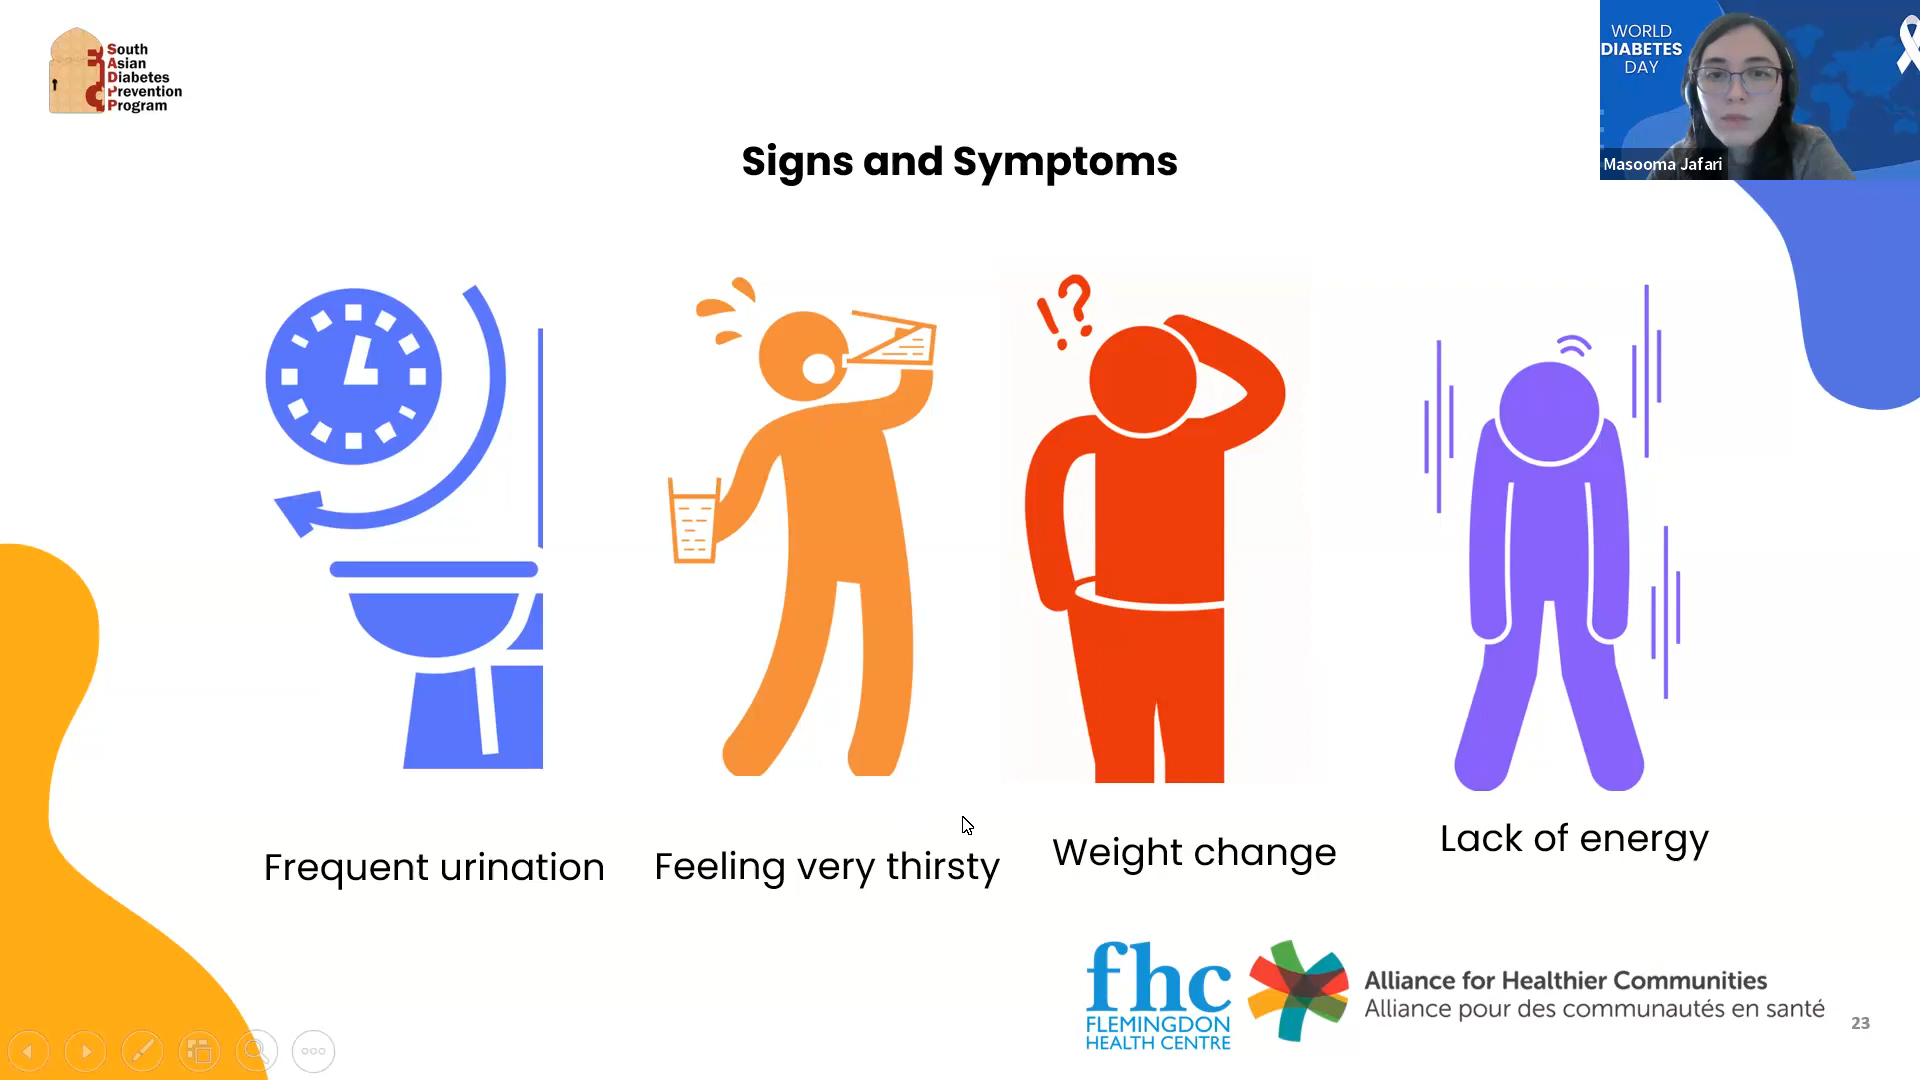 South
Asian
Diabetes
Prevention
Program
WORLD
DIABETES
DAY
Masooma Jafari
Signs and Symptoms
!?
Frequent urination
Feeling very thirsty
Weight change
Lack of energy
fhc
FLEMINGDON
HEALTH CENTRE
Alliance for Healthier Communities
Alliance pour des communautés en santé
23